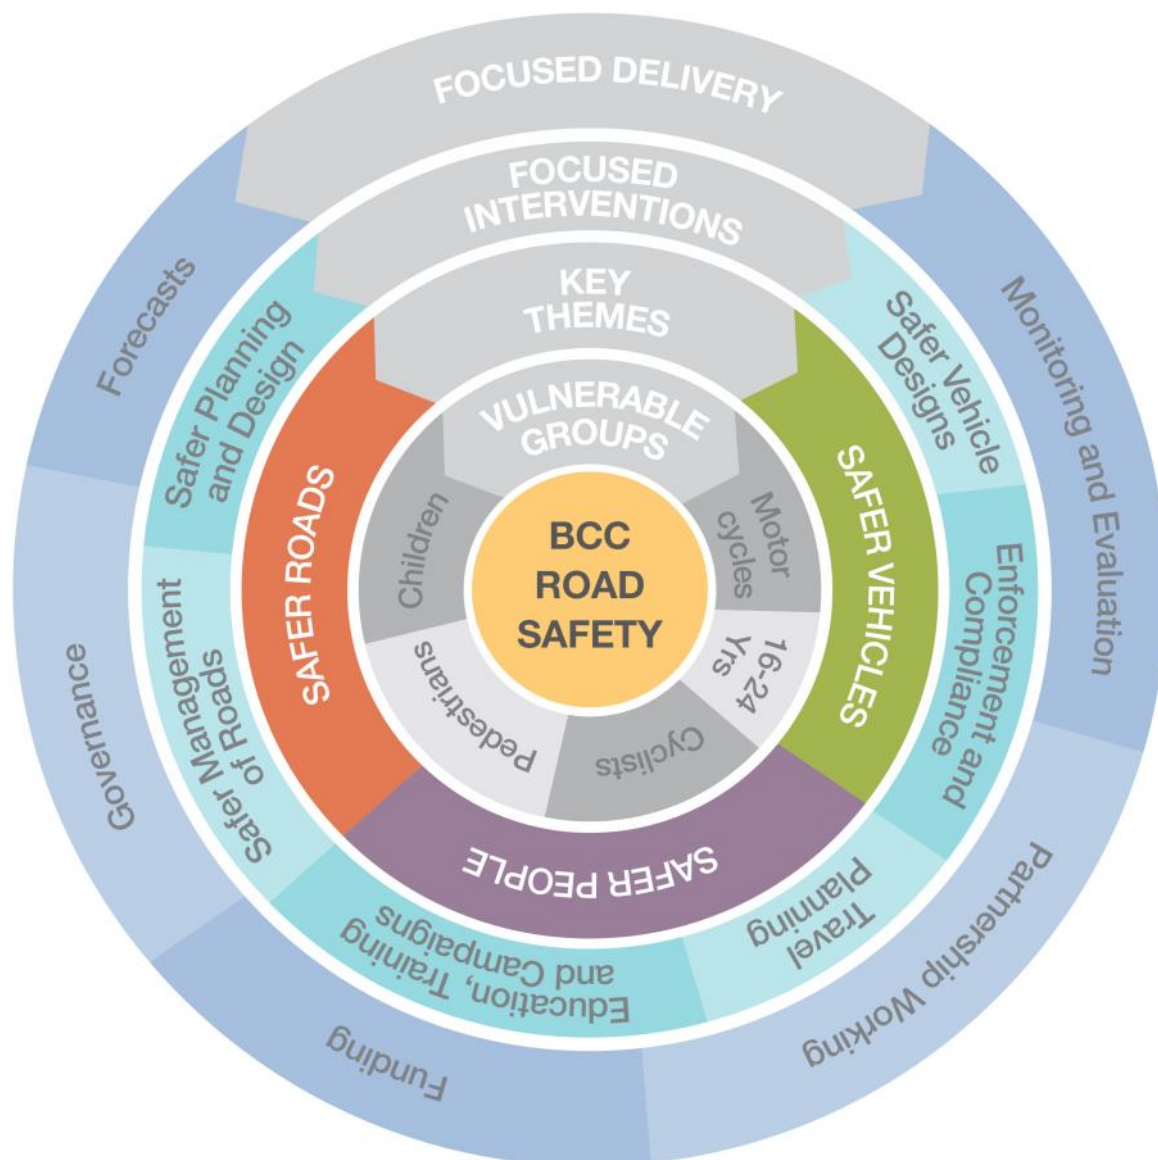 FOCUSED DELIVERY
FOCUSED
INTERVENTIONS
KEY
THEMES
VULNERABLE
GROUPS
BCC
ROAD
SAFETY
Motor
cycles
16-24
Yrs
Cyclists
Pedestrians
Children
SAFER VEHICLES
SAFER PEOPLE
SAFER ROADS
Safer Vehicle
Designs
Enforcement and
Compliance
Travel
Planning
Education, Training
and Campaigns
Safer Management
of Roads
Safer Planning
and Design
Monitoring and Evaluation
Partnership Working
Funding
Governance
Forecasts